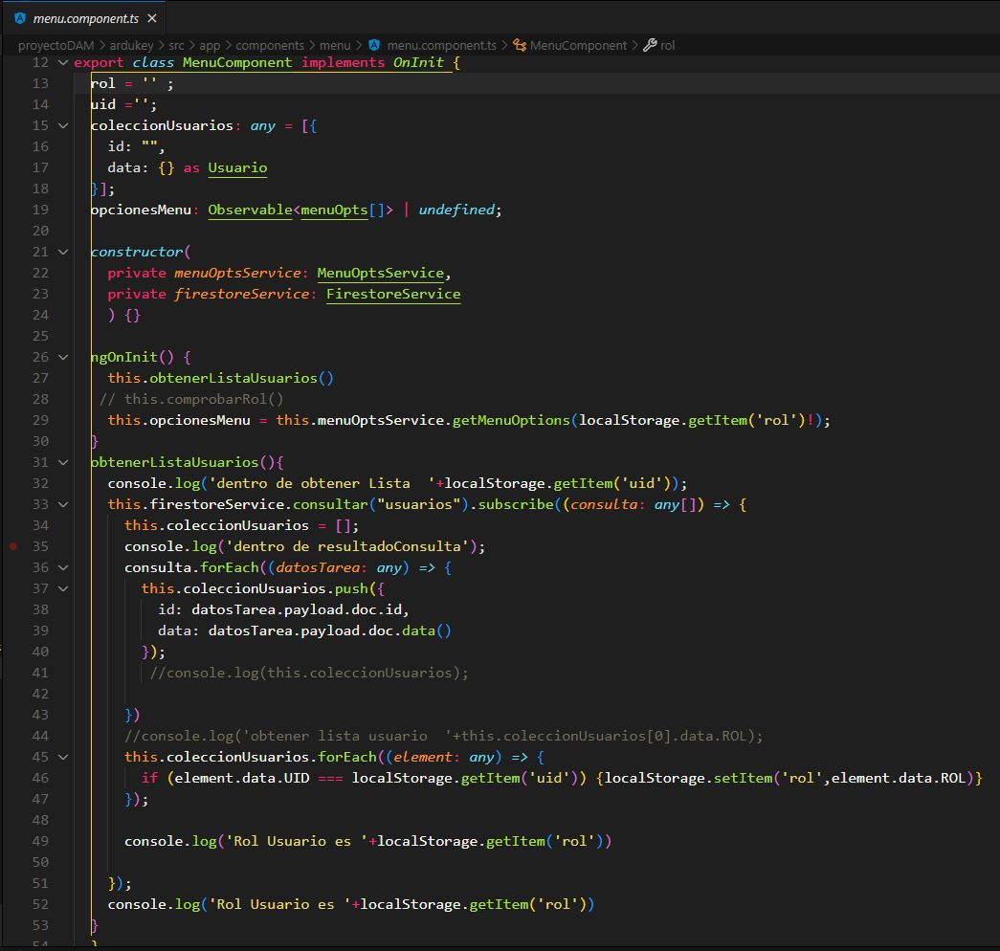 menu.component.ts
proyectoDAM > ardukey > src > app > components > menu > menu.component.ts > MenuComponent > rol
12 export class MenuComponent implements OnInit {
13 rol = '' ;
14 uid ='';
15 coleccionUsuarios: any = [{
16 id: "",
17 data: {} as Usuario
18 }];
19 opcionesMenu: Observable<menuOpts[]> | undefined;
20
21 constructor(
22 private menuOptsService: MenuOptsService,
23 private firestoreService: FirestoreService
24 ) {}
25
26 ngOnInit() {
27 this.obtenerListaUsuarios()
28 // this.comprobarRol()
29 this.opcionesMenu = this.menuOptsService.getMenuOptions(localStorage.getItem('rol')!);
30 }
31 obtenerListaUsuarios(){
32 console.log('dentro de obtener Lista  '+localStorage.getItem('uid'));
33 this.firestoreService.consultar("usuarios").subscribe((consulta: any[]) => {
34 this.coleccionUsuarios = [];
35 console.log('dentro de resultadoConsulta');
36 consulta.forEach((datosTarea: any) => {
37 this.coleccionUsuarios.push({
38 id: datosTarea.payload.doc.id,
39 data: datosTarea.payload.doc.data()
40 });
41 //console.log(this.coleccionUsuarios);
42
43 })
44 //console.log('obtener lista usuario  '+this.coleccionUsuarios[0].data.ROL);
45 this.coleccionUsuarios.forEach((element: any) => {
46 if (element.data.UID === localStorage.getItem('uid')) {localStorage.setItem('rol',element.data.ROL)}
47 });
48
49 console.log('Rol Usuario es '+localStorage.getItem('rol'))
50
51 });
52 console.log('Rol Usuario es '+localStorage.getItem('rol'))
53 }
54 }